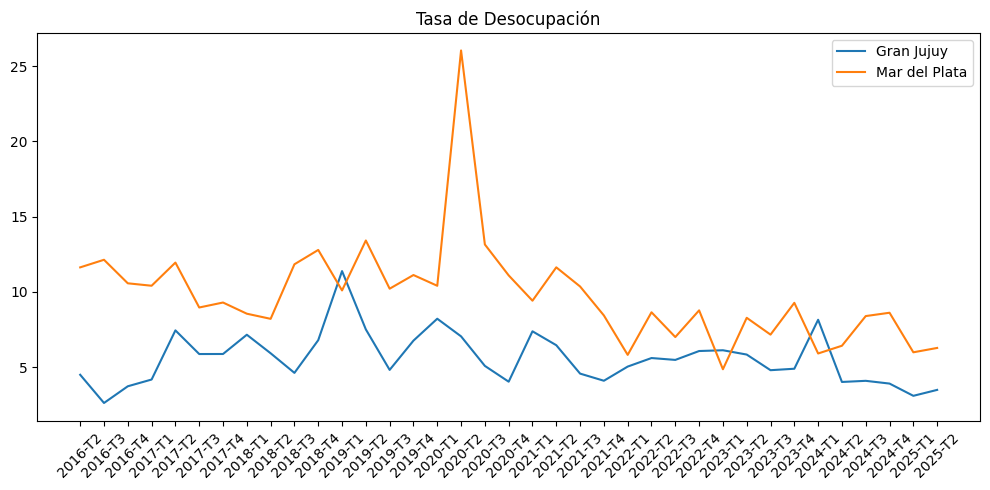 Tasa de Desocupación
Gran Jujuy
Mar del Plata
25
20
15
10
5
2016-T2
2016-T3
2016-T4
2017-T1
2017-T2
2017-T3
2017-T4
2018-T1
2018-T2
2018-T3
2018-T4
2019-T1
2019-T2
2019-T3
2019-T4
2020-T1
2020-T2
2020-T3
2020-T4
2021-T1
2021-T2
2021-T3
2021-T4
2022-T1
2022-T2
2022-T3
2022-T4
2023-T1
2023-T2
2023-T3
2023-T4
2024-T1
2024-T2
2024-T3
2024-T4
2025-T1
2025-T2